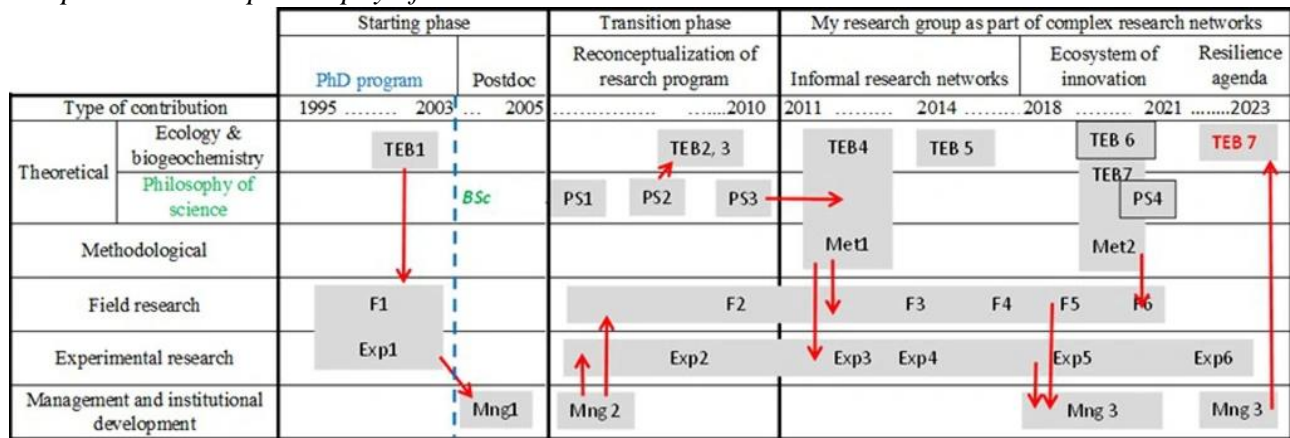 Starting phase
Transition phase
My research group as part of complex research networks
PhD program
Postdoc
Reconceptualization of
resarch program
Informal research networks
Ecosystem of
innovation
Resilience
agenda
Type of contribution
1995 ........ 2003 .... 2005
.................. ........2010
2011 ........... 2014 ........ 2018 ........ 2021 ........2023
Theoretical
Ecology &
biogeochemistry
TEB1
TEB2, 3
TEB4
TEB 5
TEB 6
TEB7
TEB 7
Philosophy of
science
BSc
PS1
PS2
PS3
PS4
Methodological
Met1
Met2
Field research
F1
F2
F3
F4
F5
F6
Experimental research
Exp1
Exp2
Exp3
Exp4
Exp5
Exp6
Management and institutional
development
Mng1
Mng 2
Mng 3
Mng 3